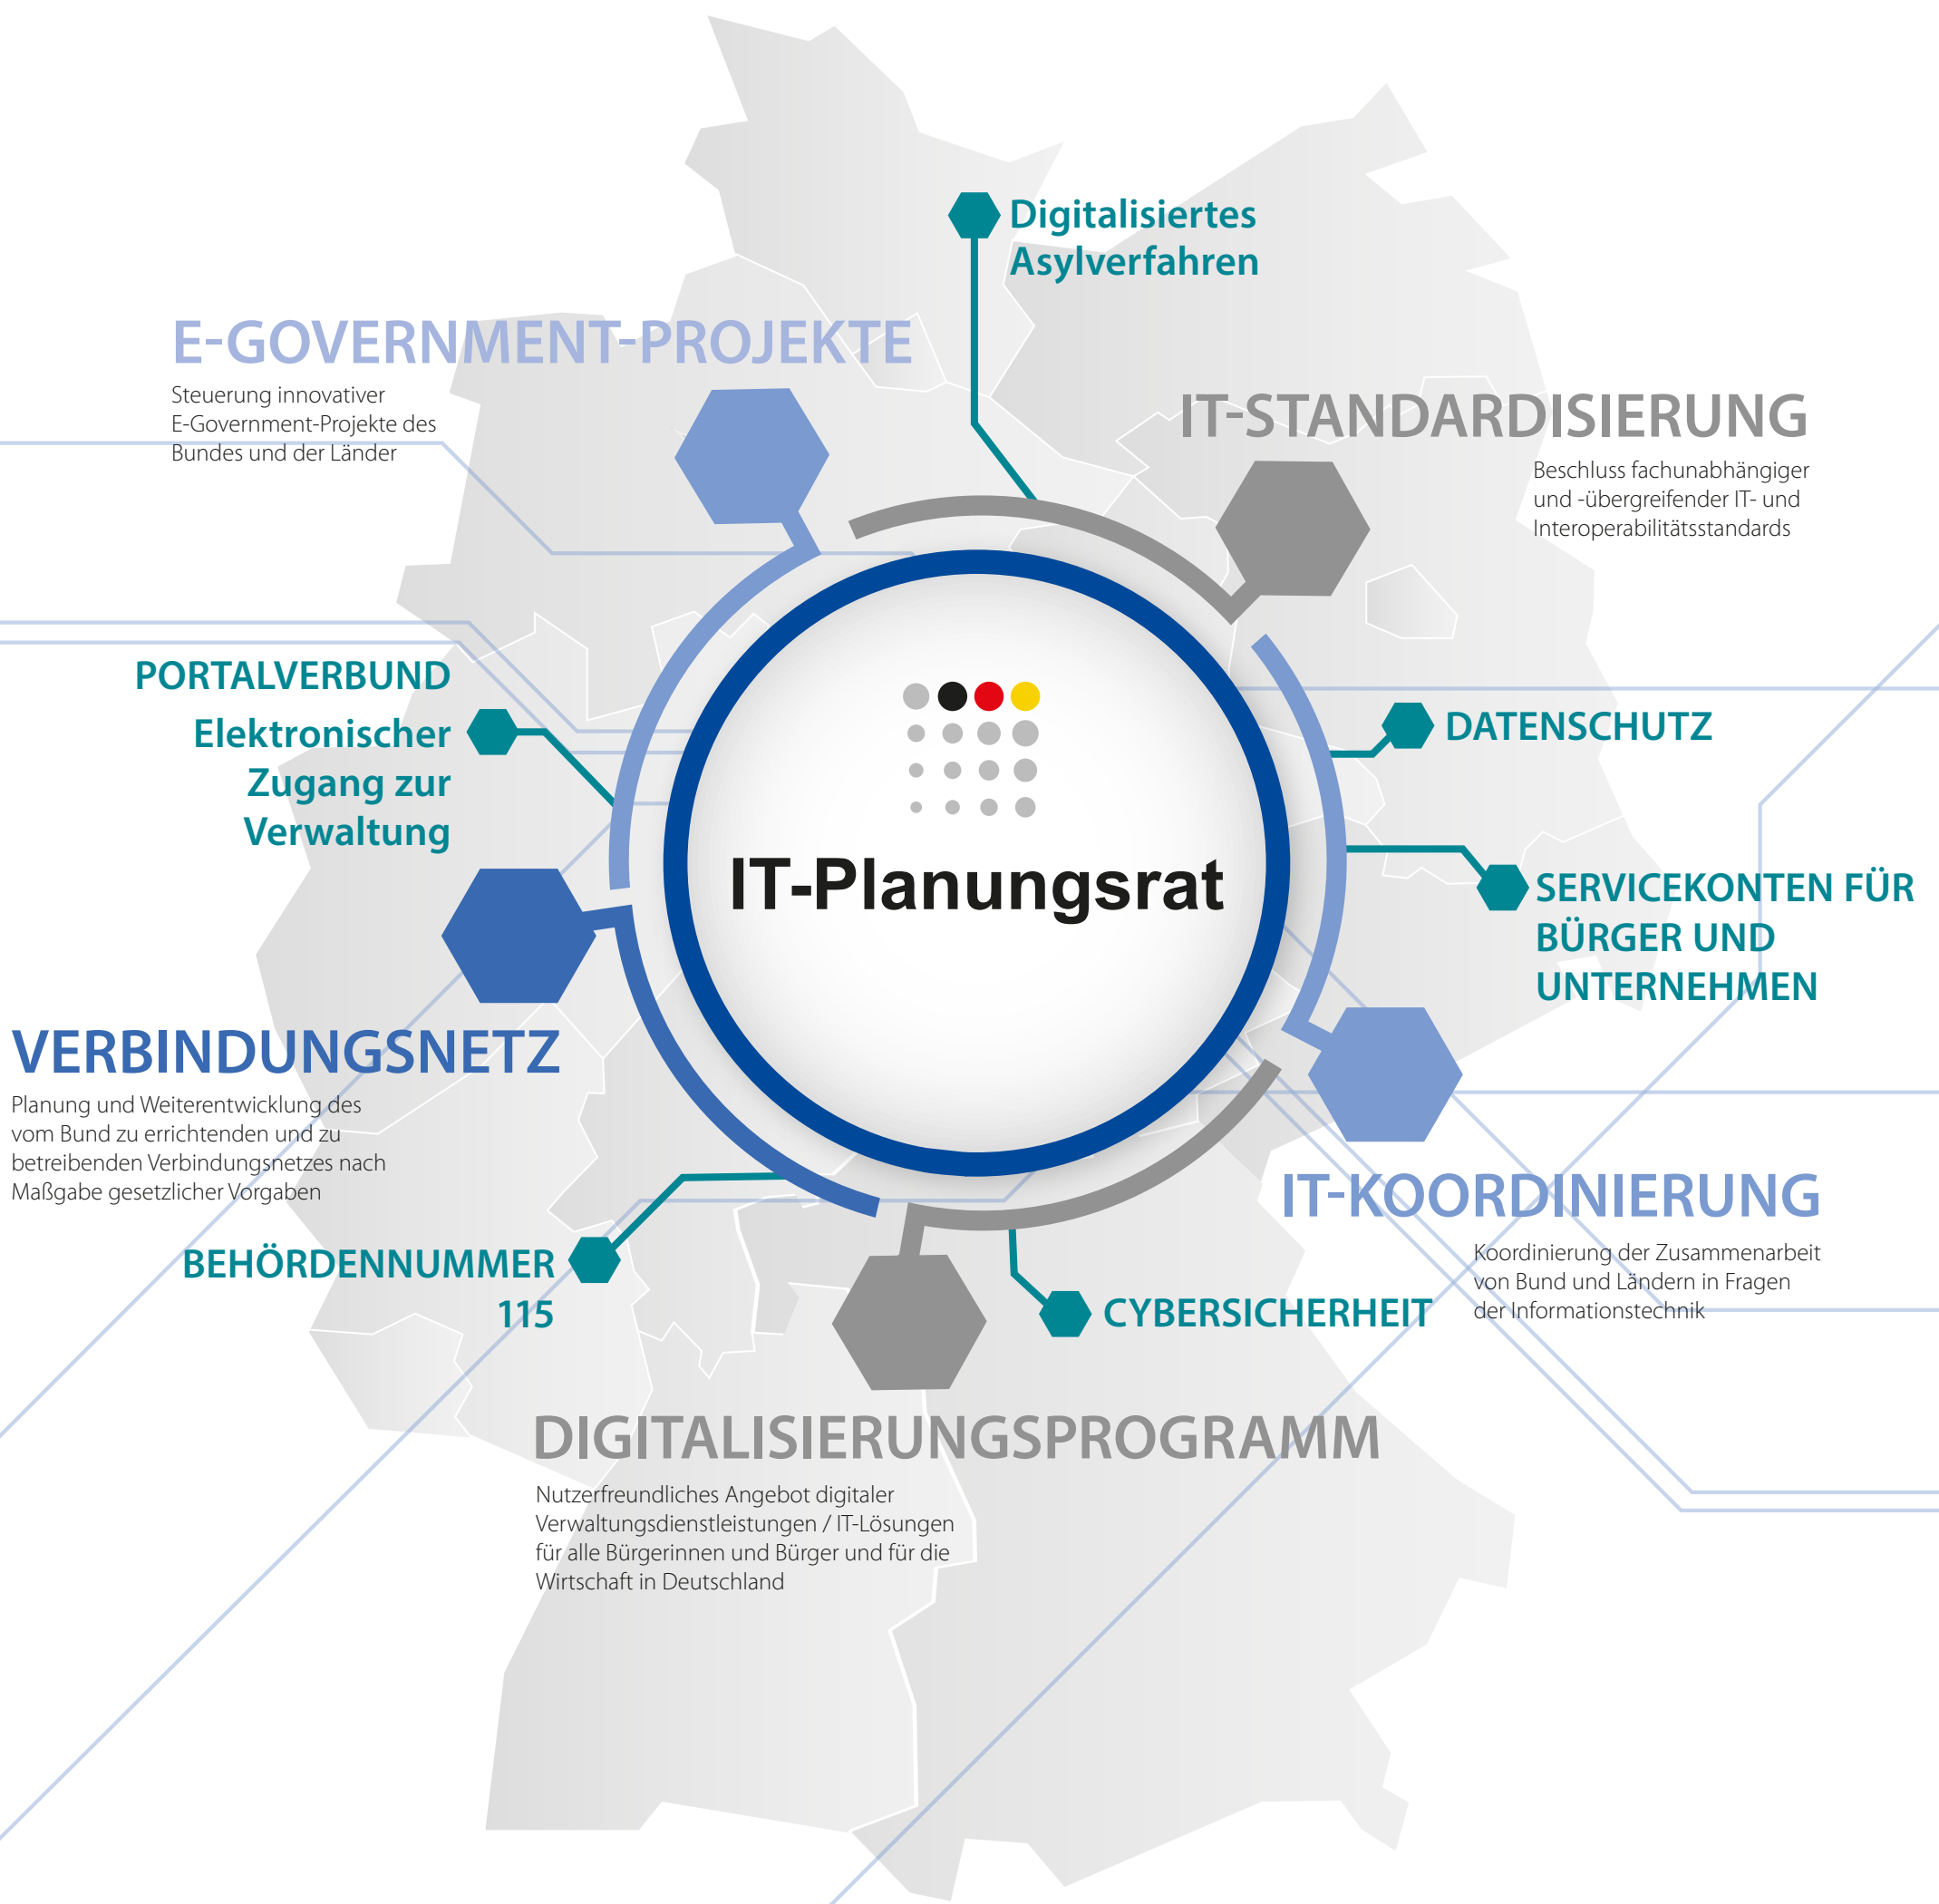 Digitalisiertes
Asylverfahren
E-GOVERNMENT-PROJEKTE
Steuerung innovativer
E-Government-Projekte des
Bundes und der Länder
IT-STANDARDISIERUNG
Beschluss fachunabhängiger
und -übergreifender IT- und
Interoperabilitätsstandards
PORTALVERBUND
Elektronischer
Zugang zur
Verwaltung
DATENSCHUTZ
IT-Planungsrat
SERVICEKONTEN FÜR
BÜRGER UND
UNTERNEHMEN
VERBINDUNGSNETZ
Planung und Weiterentwicklung des
vom Bund zu errichtenden und zu
betreibenden Verbindungsnetzes nach
Maßgabe gesetzlicher Vorgaben
IT-KOORDINIERUNG
Koordinierung der Zusammenarbeit
von Bund und Ländern in Fragen
der Informationstechnik
BEHÖRDENNUMMER
115
CYBERSICHERHEIT
DIGITALISIERUNGSPROGRAMM
Nutzerfreundliches Angebot digitaler
Verwaltungsdienstleistungen / IT-Lösungen
für alle Bürgerinnen und Bürger und für die
Wirtschaft in Deutschland